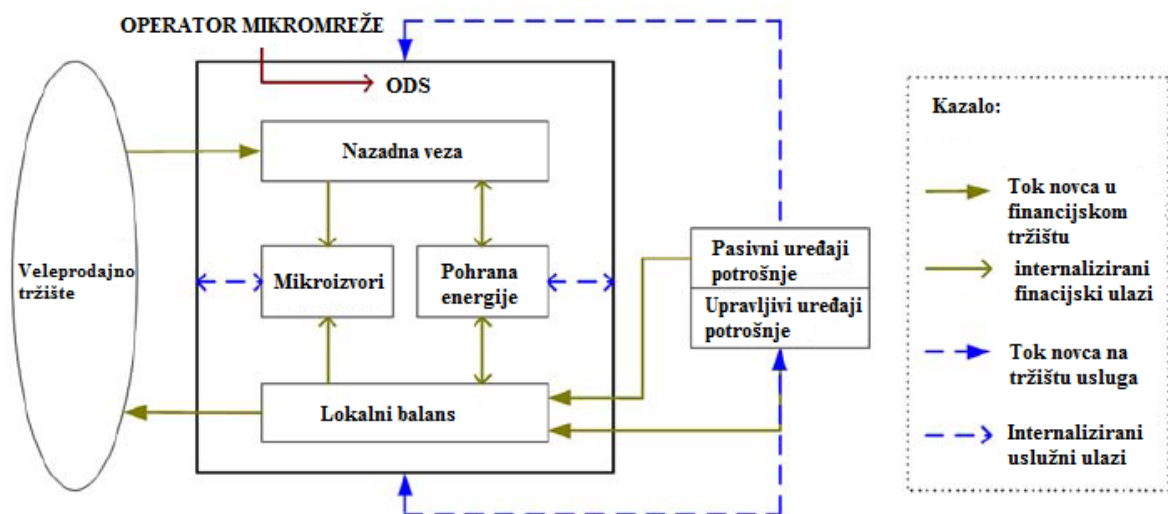 OPERATOR MIKROMREŽE
ODS
Nazadna veza
Veleprodajno
tržište
Mikroizvori
Pohrana
energije
Lokalni balans
Pasivni uređaji
potrošnje
Upravljivi uređaji
potrošnje
Kazalo:
Tok novca u
financijskom
tržištu
internalizirani
finacijski ulazi
Tok novca na
tržištu usluga
Internalizirani
uslužni ulazi